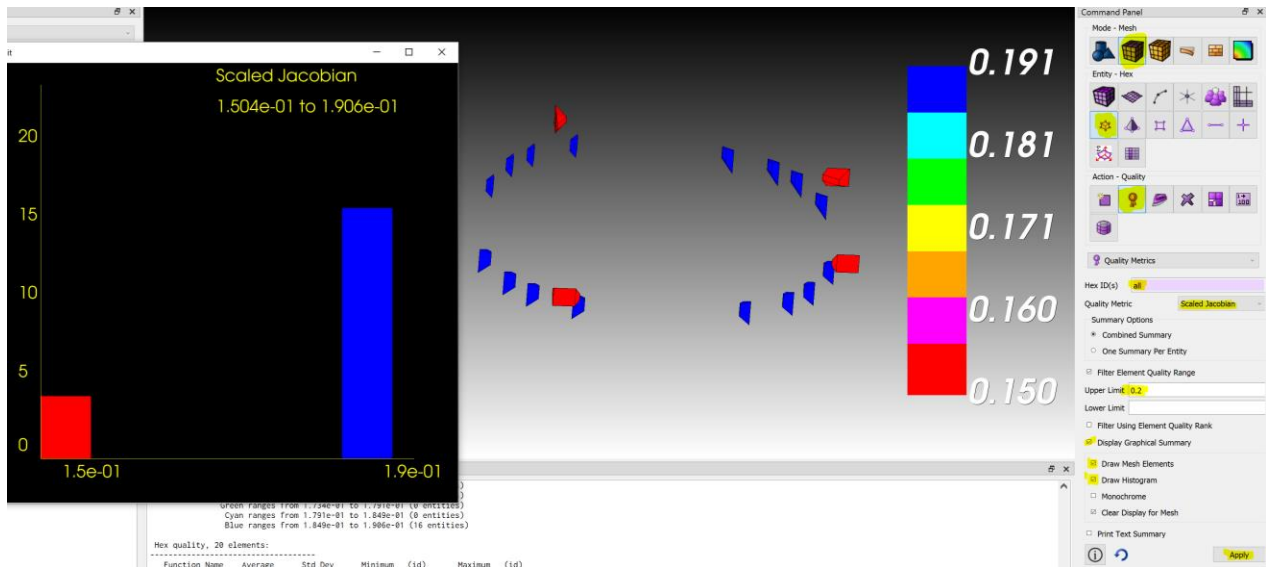 it
Scaled Jacobian
1.504e-01 to 1.906e-01
20
15
10
5
0
1.5e-01
1.9e-01
0.191
0.181
0.171
0.160
0.150
Green ranges from 1.734e-01 to 1.791e-01 (0 entities)
Cyan ranges from 1.791e-01 to 1.849e-01 (0 entities)
Blue ranges from 1.849e-01 to 1.906e-01 (16 entities)
Hex quality, 20 elements:
------------------------------------
Function Name Average Std Dev Minimum (id) Maximum (id)
Command Panel
Mode - Mesh
Entity - Hex
Action - Quality
Quality Metrics
Hex ID(s) all
Quality Metric Scaled Jacobian
Summary Options
Combined Summary
One Summary Per Entity
Filter Element Quality Range
Upper Limit 0.2
Lower Limit
Filter Using Element Quality Rank
Display Graphical Summary
Draw Mesh Elements
Draw Histogram
Monochrome
Clear Display for Mesh
Print Text Summary
Apply